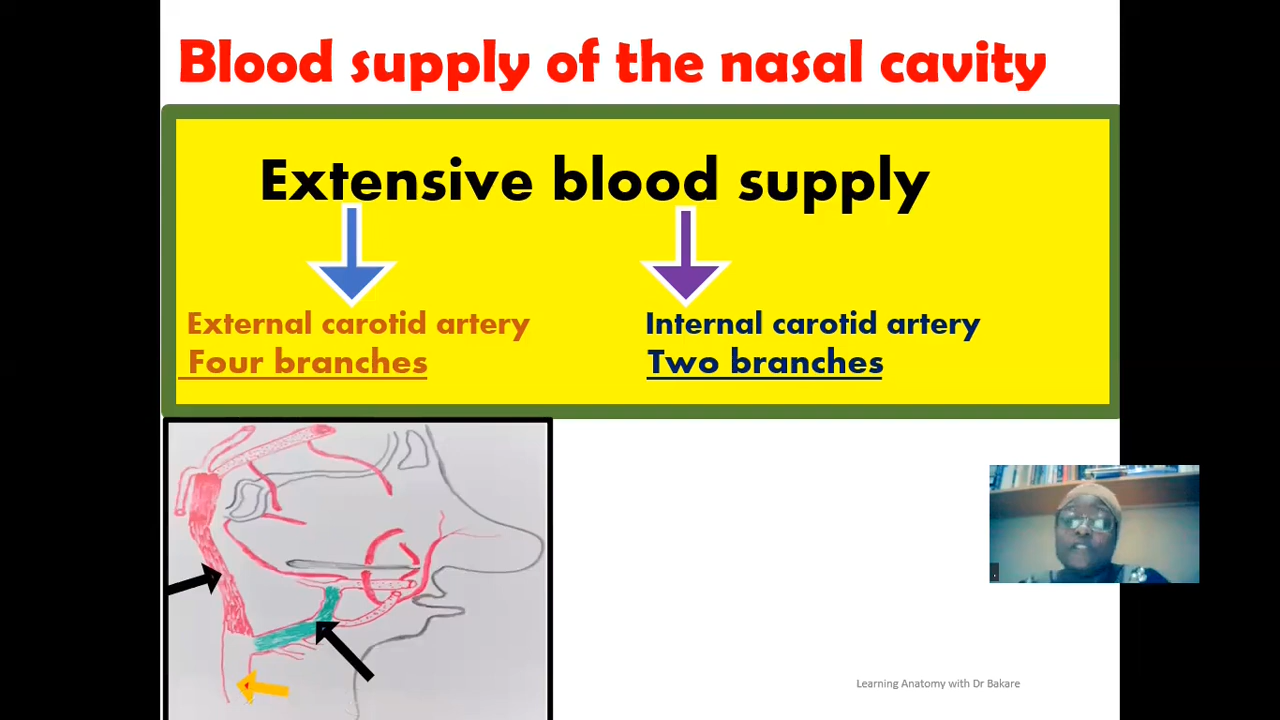 Blood supply of the nasal cavity
Extensive blood supply
External carotid artery
Four branches
Internal carotid artery
Two branches
Learning Anatomy with Dr Bakare